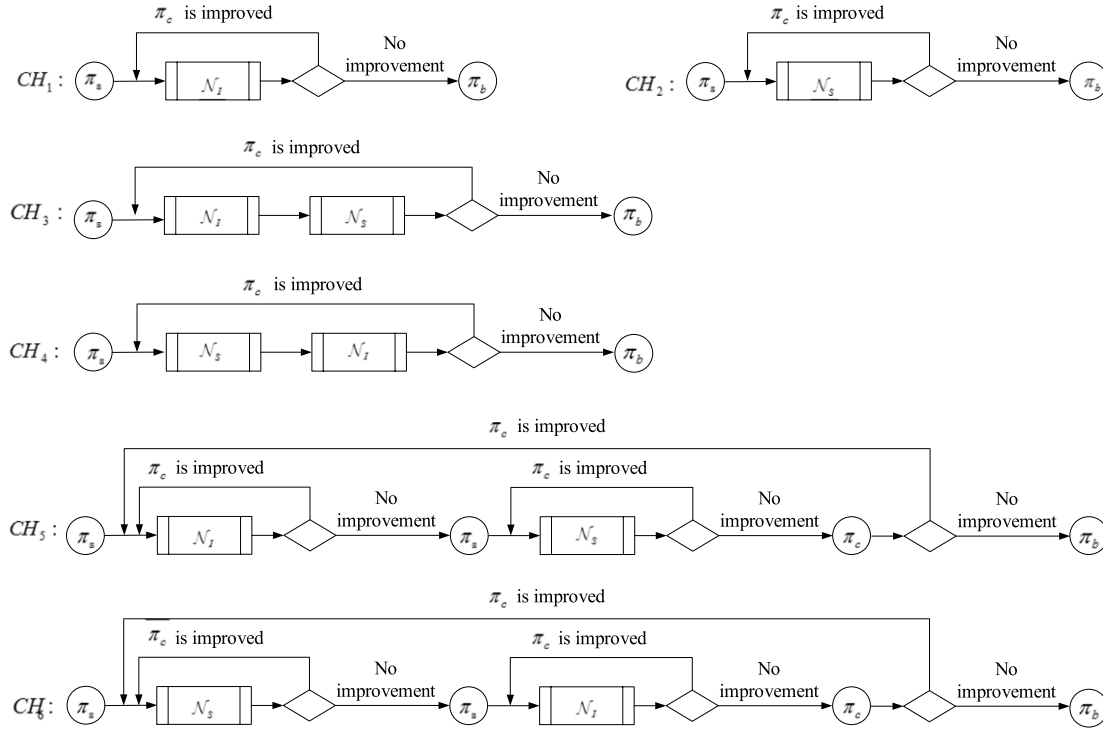 π_c is improved
No improvement
CH_1: π_s N_I π_b
π_c is improved
No improvement
CH_2: π_s N_S π_b
π_c is improved
No improvement
CH_3: π_s N_I N_S π_b
π_c is improved
No improvement
CH_4: π_s N_S N_I π_b
π_c is improved
π_c is improved
π_c is improved
No improvement
No improvement
No improvement
CH_5: π_s N_I π_s N_S π_c π_b
π_c is improved
π_c is improved
π_c is improved
No improvement
No improvement
No improvement
CH_6: π_s N_S π_s N_I π_c π_b